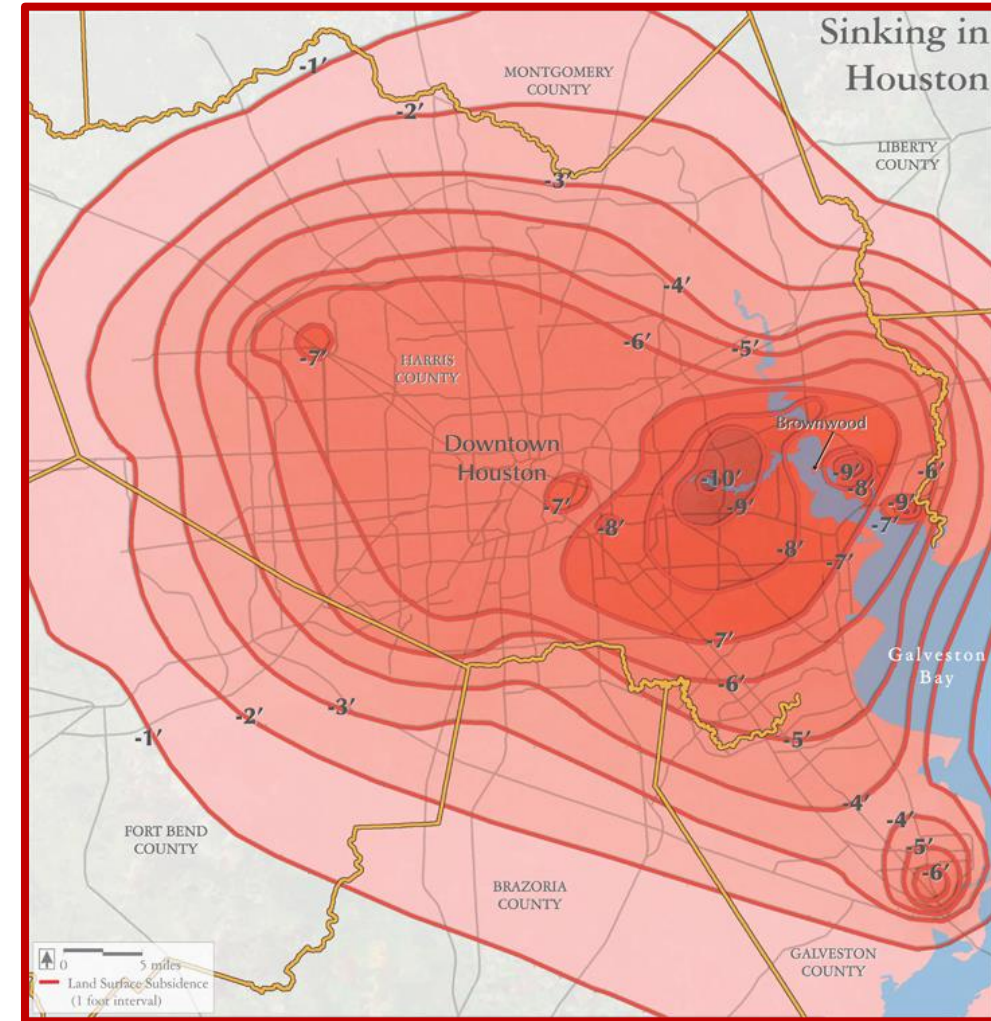 Sinking in
Houston
-1'
MONTGOMERY
COUNTY
-2'
LIBERTY
COUNTY
-3'
-4'
-6'
-5'
-7'
HARRIS
COUNTY
Brownwood
Downtown
Houston
-10'
-9'
-8'
-6'
-7'
-9'
-9'
-8'
-7'
-8'
-7'
-7'
Galveston
Bay
-6'
-3'
-2'
-1'
-5'
-4'
-4'
-5'
-6'
FORT BEND
COUNTY
BRAZORIA
COUNTY
GALVESTON
COUNTY
0 5 miles
Land Surface Subsidence
(1 foot interval)